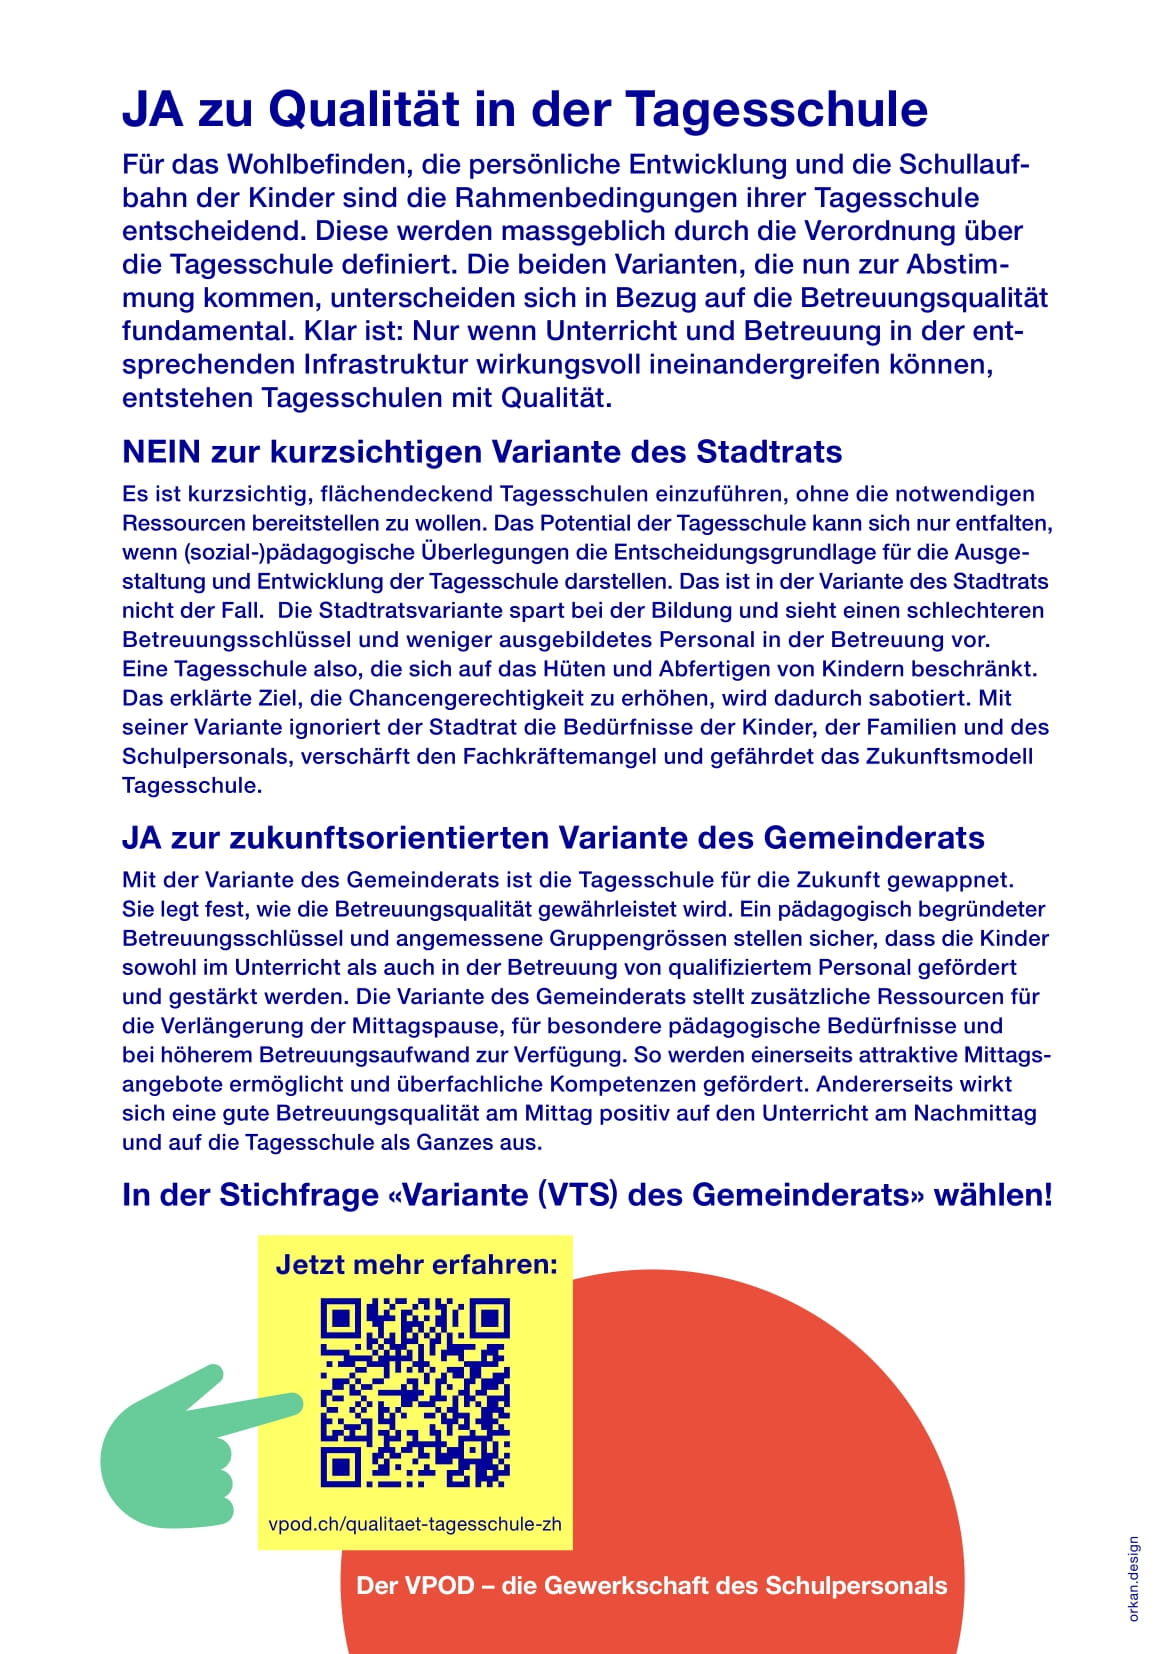 JA zu Qualität in der Tagesschule
Für das Wohlbefinden, die persönliche Entwicklung und die Schullauf-
bahn der Kinder sind die Rahmenbedingungen ihrer Tagesschule
entscheidend. Diese werden massgeblich durch die Verordnung über
die Tagesschule definiert. Die beiden Varianten, die nun zur Abstim-
mung kommen, unterscheiden sich in Bezug auf die Betreuungsqualität
fundamental. Klar ist: Nur wenn Unterricht und Betreuung in der ent-
sprechenden Infrastruktur wirkungsvoll ineinandergreifen können,
entstehen Tagesschulen mit Qualität.
NEIN zur kurzsichtigen Variante des Stadtrats
Es ist kurzsichtig, flächendeckend Tagesschulen einzuführen, ohne die notwendigen
Ressourcen bereitstellen zu wollen. Das Potential der Tagesschule kann sich nur entfalten,
wenn (sozial-)pädagogische Überlegungen die Entscheidungsgrundlage für die Ausge-
staltung und Entwicklung der Tagesschule darstellen. Das ist in der Variante des Stadtrats
nicht der Fall.  Die Stadtratsvariante spart bei der Bildung und sieht einen schlechteren
Betreuungsschlüssel und weniger ausgebildetes Personal in der Betreuung vor.
Eine Tagesschule also, die sich auf das Hüten und Abfertigen von Kindern beschränkt.
Das erklärte Ziel, die Chancengerechtigkeit zu erhöhen, wird dadurch sabotiert. Mit
seiner Variante ignoriert der Stadtrat die Bedürfnisse der Kinder, der Familien und des
Schulpersonals, verschärft den Fachkräftemangel und gefährdet das Zukunftsmodell
Tagesschule.
JA zur zukunftsorientierten Variante des Gemeinderats
Mit der Variante des Gemeinderats ist die Tagesschule für die Zukunft gewappnet.
Sie legt fest, wie die Betreuungsqualität gewährleistet wird. Ein pädagogisch begründeter
Betreuungsschlüssel und angemessene Gruppengrössen stellen sicher, dass die Kinder
sowohl im Unterricht als auch in der Betreuung von qualifiziertem Personal gefördert
und gestärkt werden. Die Variante des Gemeinderats stellt zusätzliche Ressourcen für
die Verlängerung der Mittagspause, für besondere pädagogische Bedürfnisse und
bei höherem Betreuungsaufwand zur Verfügung. So werden einerseits attraktive Mittags-
angebote ermöglicht und überfachliche Kompetenzen gefördert. Andererseits wirkt
sich eine gute Betreuungsqualität am Mittag positiv auf den Unterricht am Nachmittag
und auf die Tagesschule als Ganzes aus.
In der Stichfrage «Variante (VTS) des Gemeinderats» wählen!
Jetzt mehr erfahren:
vpod.ch/qualitaet-tagesschule-zh
Der VPOD – die Gewerkschaft des Schulpersonals
orkan.design